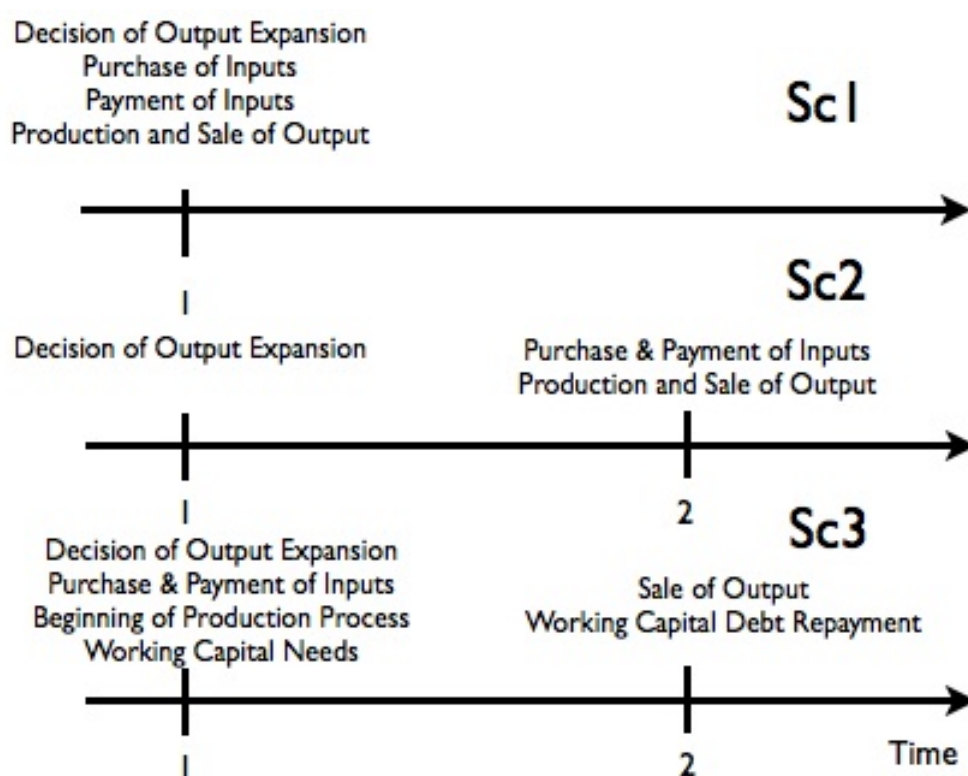 Decision of Output Expansion
Purchase of Inputs
Payment of Inputs
Production and Sale of Output
Sc1
1
Sc2
Decision of Output Expansion
Purchase & Payment of Inputs
Production and Sale of Output
1
2
Sc3
Decision of Output Expansion
Purchase & Payment of Inputs
Beginning of Production Process
Working Capital Needs
Sale of Output
Working Capital Debt Repayment
1
2
Time